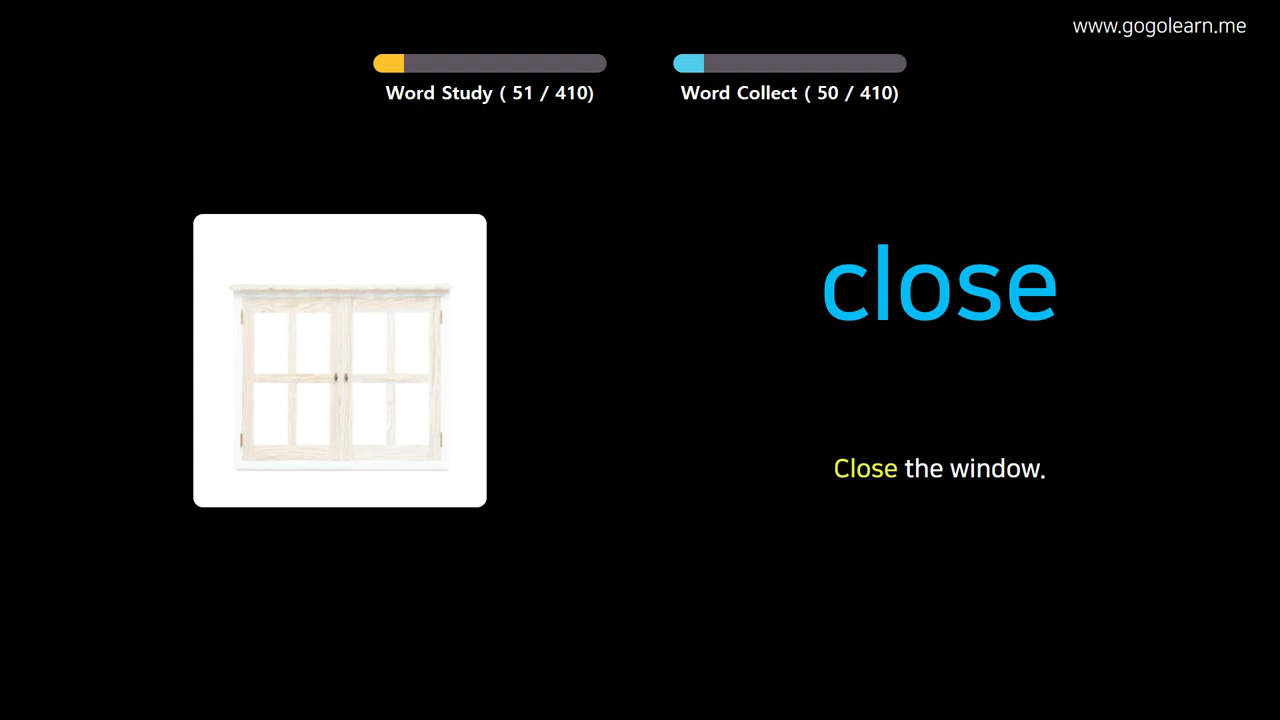 www.gogolearn.me
Word Study ( 51 / 410)
Word Collect ( 50 / 410)
close
Close the window.